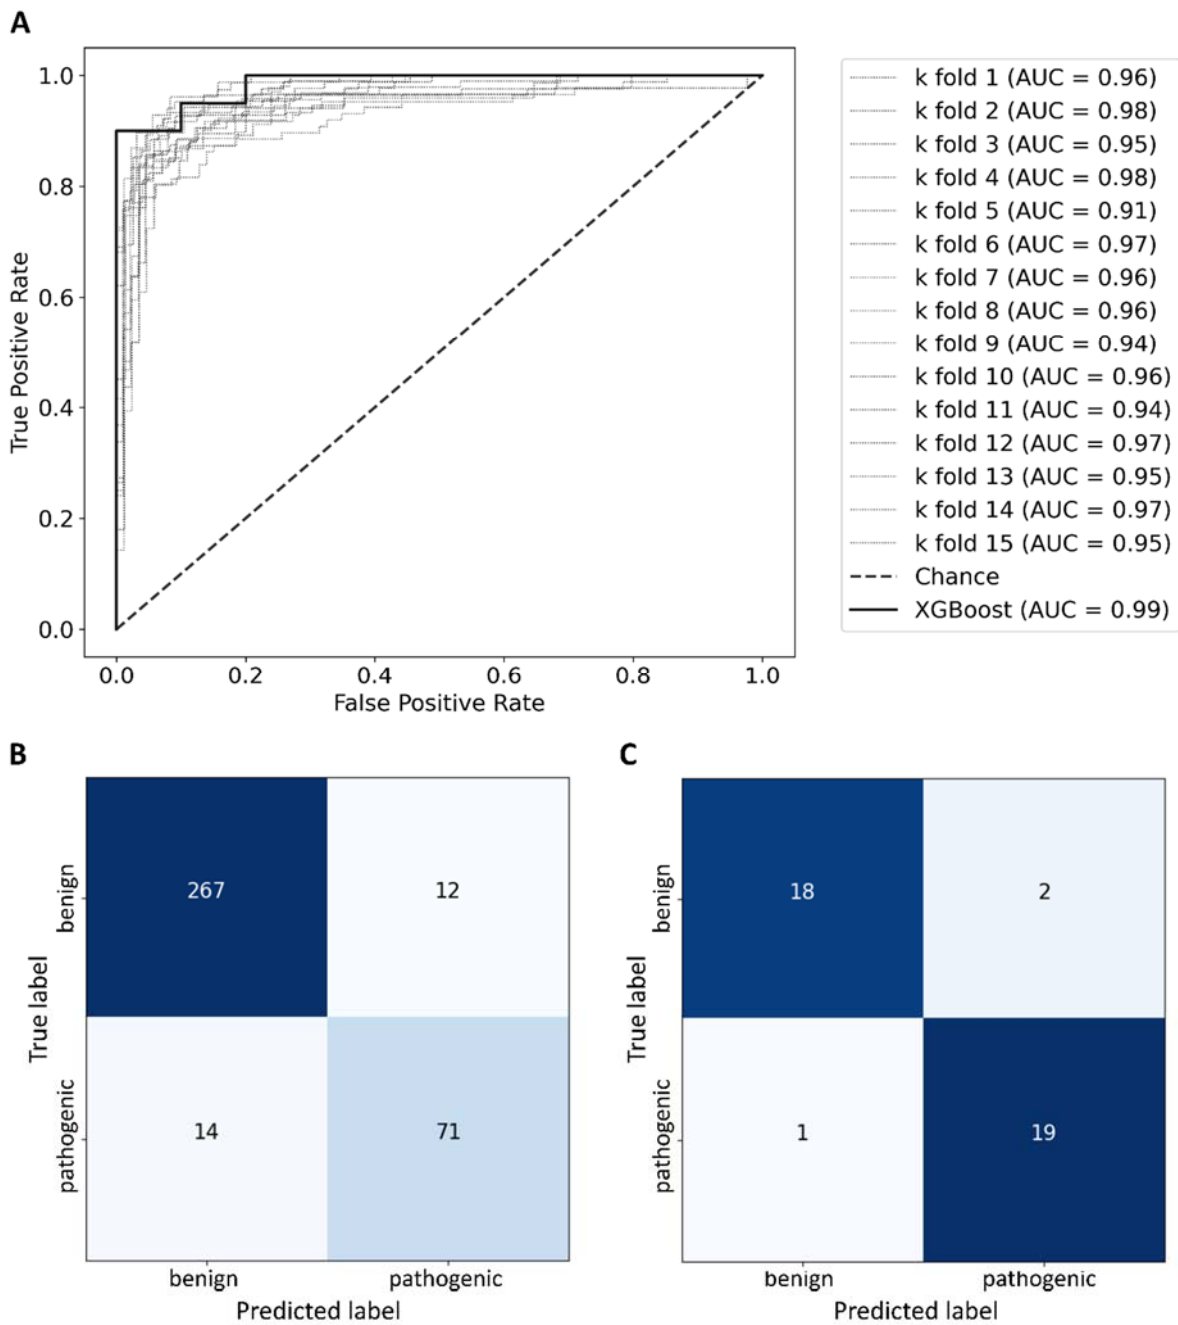 A
1.0
0.8
0.6
0.4
0.2
0.0
True Positive Rate
0.0 0.2 0.4 0.6 0.8 1.0
False Positive Rate
k fold 1 (AUC = 0.96)
k fold 2 (AUC = 0.98)
k fold 3 (AUC = 0.95)
k fold 4 (AUC = 0.98)
k fold 5 (AUC = 0.91)
k fold 6 (AUC = 0.97)
k fold 7 (AUC = 0.96)
k fold 8 (AUC = 0.96)
k fold 9 (AUC = 0.94)
k fold 10 (AUC = 0.96)
k fold 11 (AUC = 0.94)
k fold 12 (AUC = 0.97)
k fold 13 (AUC = 0.95)
k fold 14 (AUC = 0.97)
k fold 15 (AUC = 0.95)
Chance
XGBoost (AUC = 0.99)
B
True label
benign
pathogenic
267 12
14 71
benign pathogenic
Predicted label
C
True label
benign
pathogenic
18 2
1 19
benign pathogenic
Predicted label